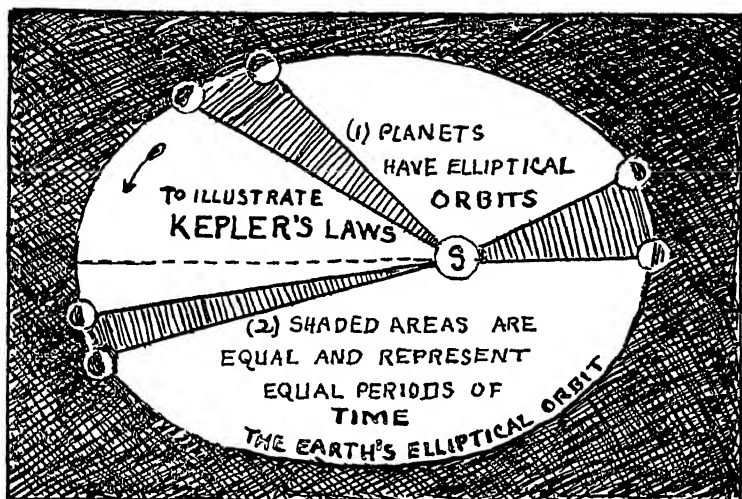 (1) PLANETS
HAVE ELLIPTICAL
ORBITS
TO ILLUSTRATE
KEPLER'S LAWS
S
(2) SHADED AREAS ARE
EQUAL AND REPRESENT
EQUAL PERIODS OF
TIME
THE EARTH'S ELLIPTICAL ORBIT